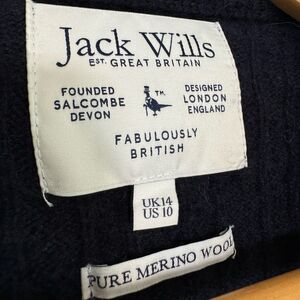 Jack Wills
EST. GREAT BRITAIN
FOUNDED
SALCOMBE
DEVON
TM.
DESIGNED
LONDON
ENGLAND
FABULOUSLY
BRITISH
UK14
US 10
PURE MERINO WOOL